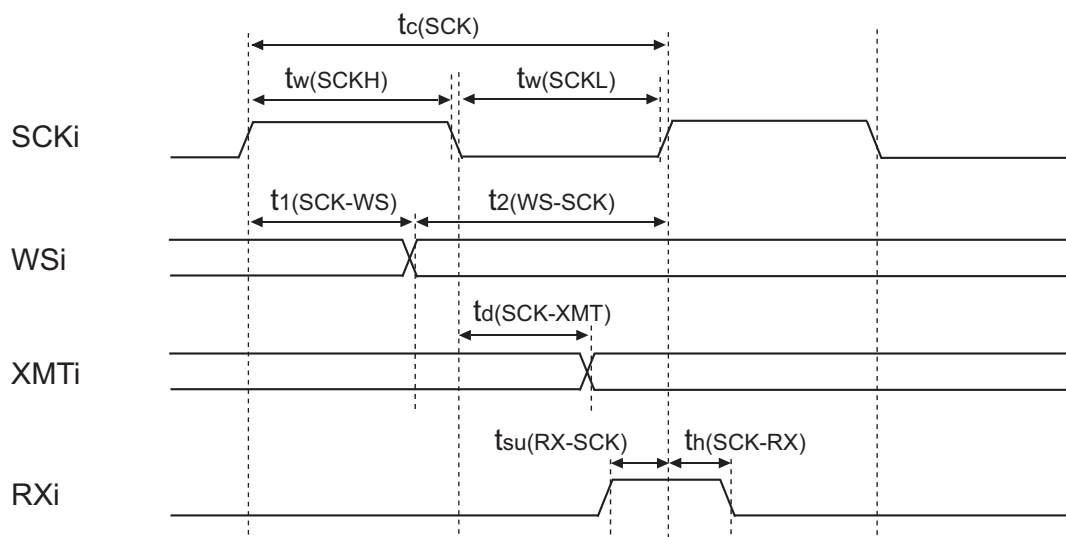 tc(SCK)
tw(SCKH) tw(SCKL)
SCKi
t1(SCK-WS) t2(WS-SCK)
WSi
td(SCK-XMT)
XMTi
tsu(RX-SCK) th(SCK-RX)
RXi